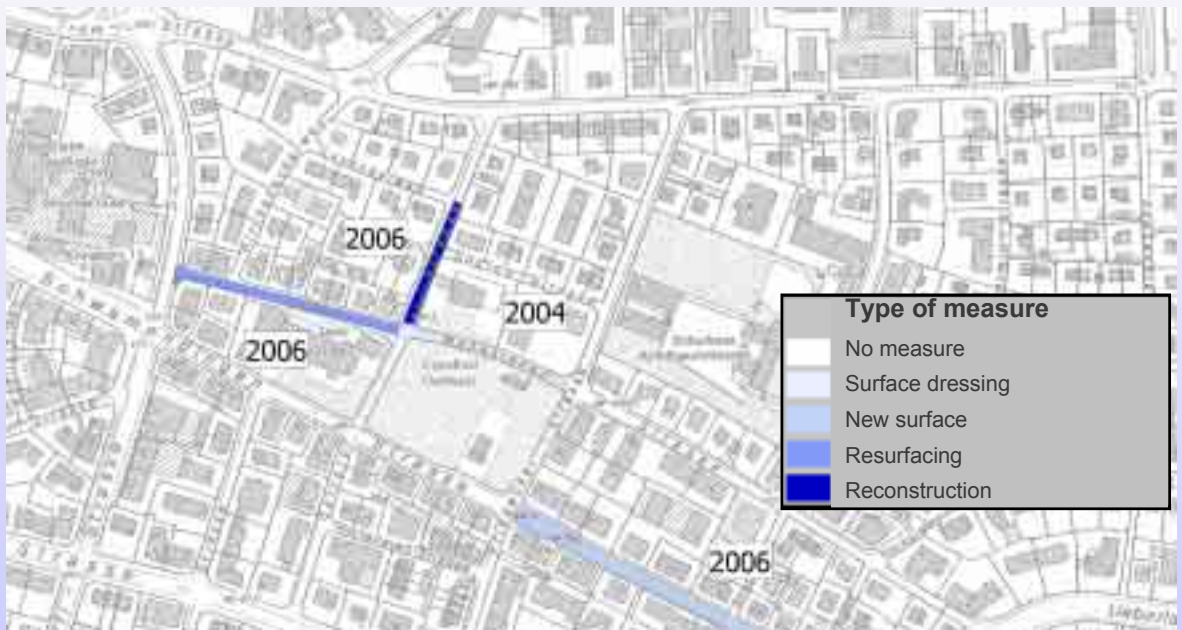 2006
2004
2006
2006
Type of measure
No measure
Surface dressing
New surface
Resurfacing
Reconstruction